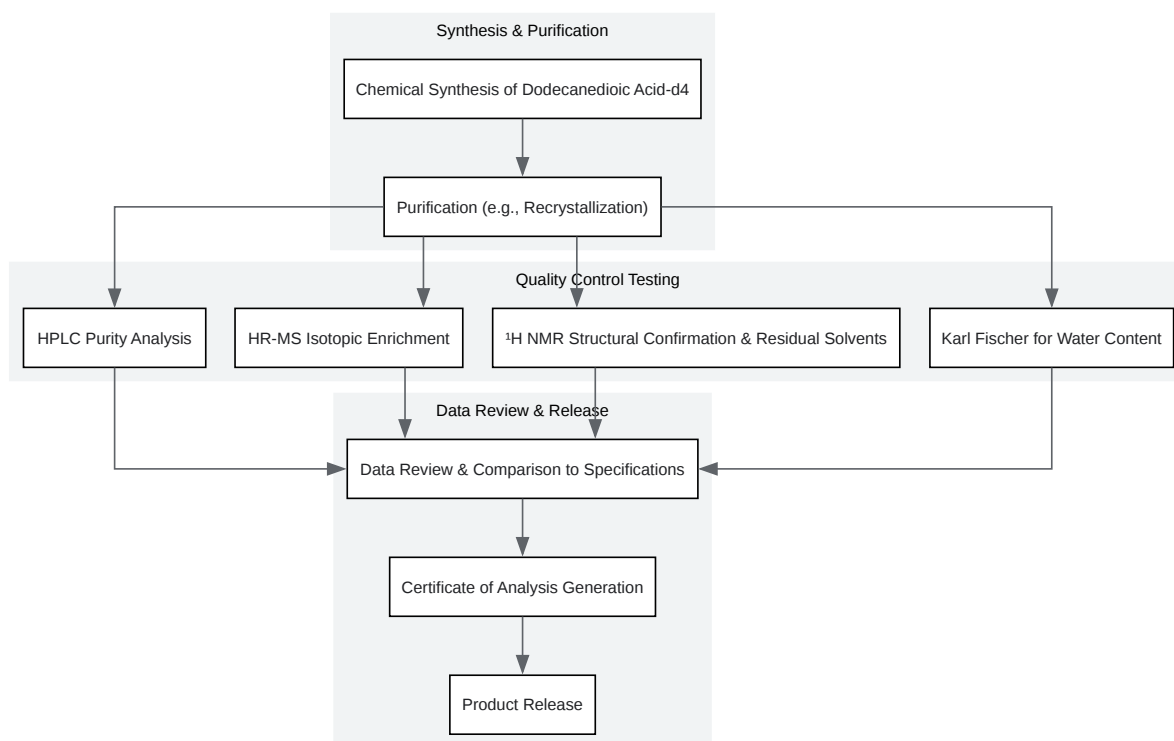 Synthesis & Purification
Chemical Synthesis of Dodecanedioic Acid-d4
Purification (e.g., Recrystallization)
Quality Control Testing
HPLC Purity Analysis
HR-MS Isotopic Enrichment
¹H NMR Structural Confirmation & Residual Solvents
Karl Fischer for Water Content
Data Review & Release
Data Review & Comparison to Specifications
Certificate of Analysis Generation
Product Release